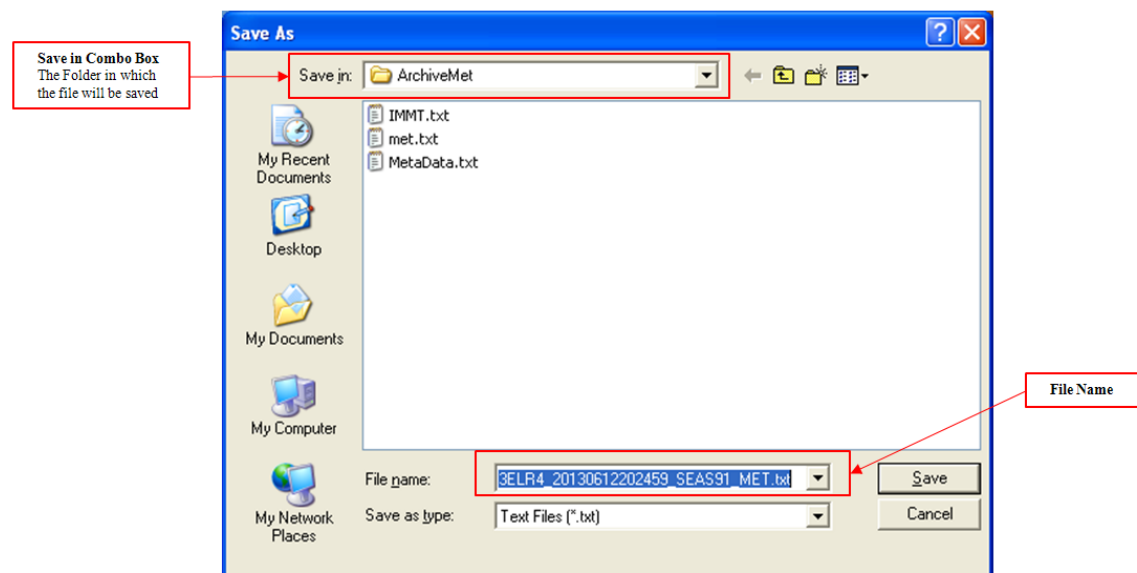 Save As
Save in Combo Box
The Folder in which
the file will be saved
Save in:
ArchiveMet
IMMT.txt
met.txt
MetaData.txt
My Recent
Documents
Desktop
My Documents
My Computer
My Network
Places
File Name
File name:
3ELR4_20130612202459_SEAS91_MET.txt
Save
Save as type:
Text Files (*.txt)
Cancel